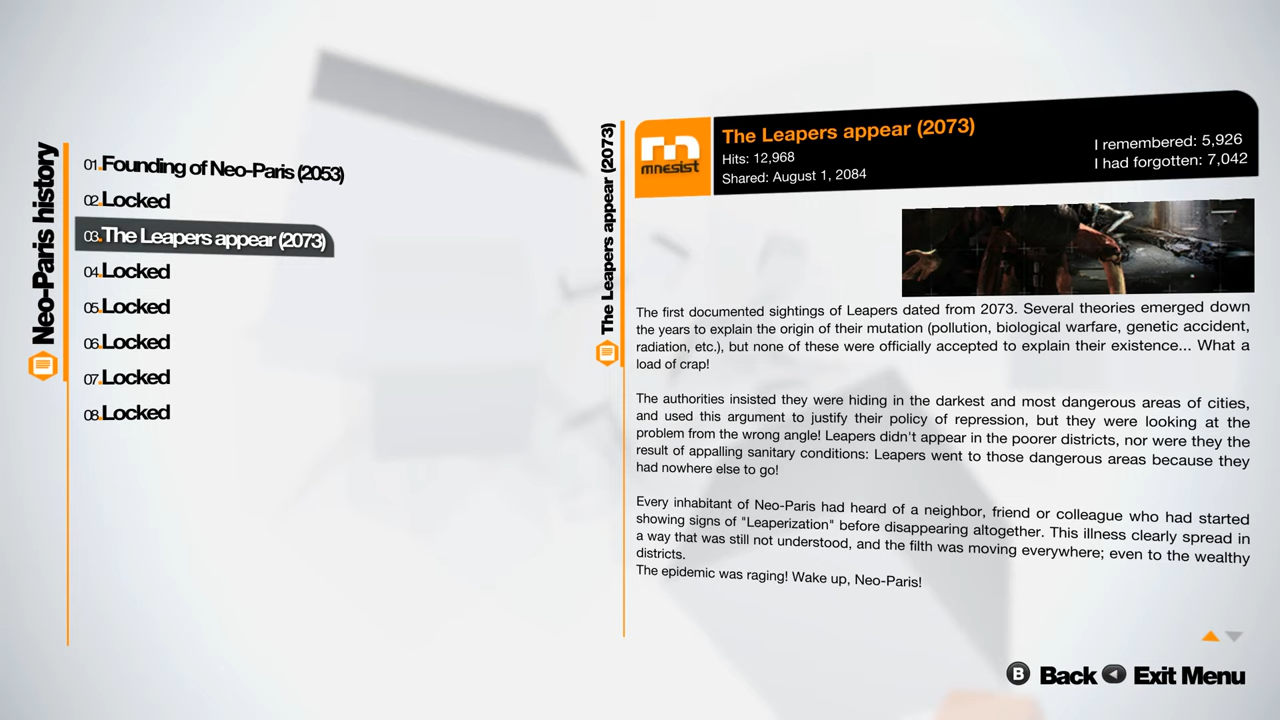 Neo-Paris history
01.Founding of Neo-Paris (2053)
02.Locked
03.The Leapers appear (2073)
04.Locked
05.Locked
06.Locked
07.Locked
08.Locked
The Leapers appear (2073)
m
mnesist
The Leapers appear (2073)
Hits: 12,968
Shared: August 1, 2084
I remembered: 5,926
I had forgotten: 7,042
The first documented sightings of Leapers dated from 2073. Several theories emerged down
the years to explain the origin of their mutation (pollution, biological warfare, genetic accident,
radiation, etc.), but none of these were officially accepted to explain their existence... What a
load of crap!
The authorities insisted they were hiding in the darkest and most dangerous areas of cities,
and used this argument to justify their policy of repression, but they were looking at the
problem from the wrong angle! Leapers didn't appear in the poorer districts, nor were they the
result of appalling sanitary conditions: Leapers went to those dangerous areas because they
had nowhere else to go!
Every inhabitant of Neo-Paris had heard of a neighbor, friend or colleague who had started
showing signs of "Leaperization" before disappearing altogether. This illness clearly spread in
a way that was still not understood, and the filth was moving everywhere; even to the wealthy
districts.
The epidemic was raging! Wake up, Neo-Paris!
B Back Exit Menu